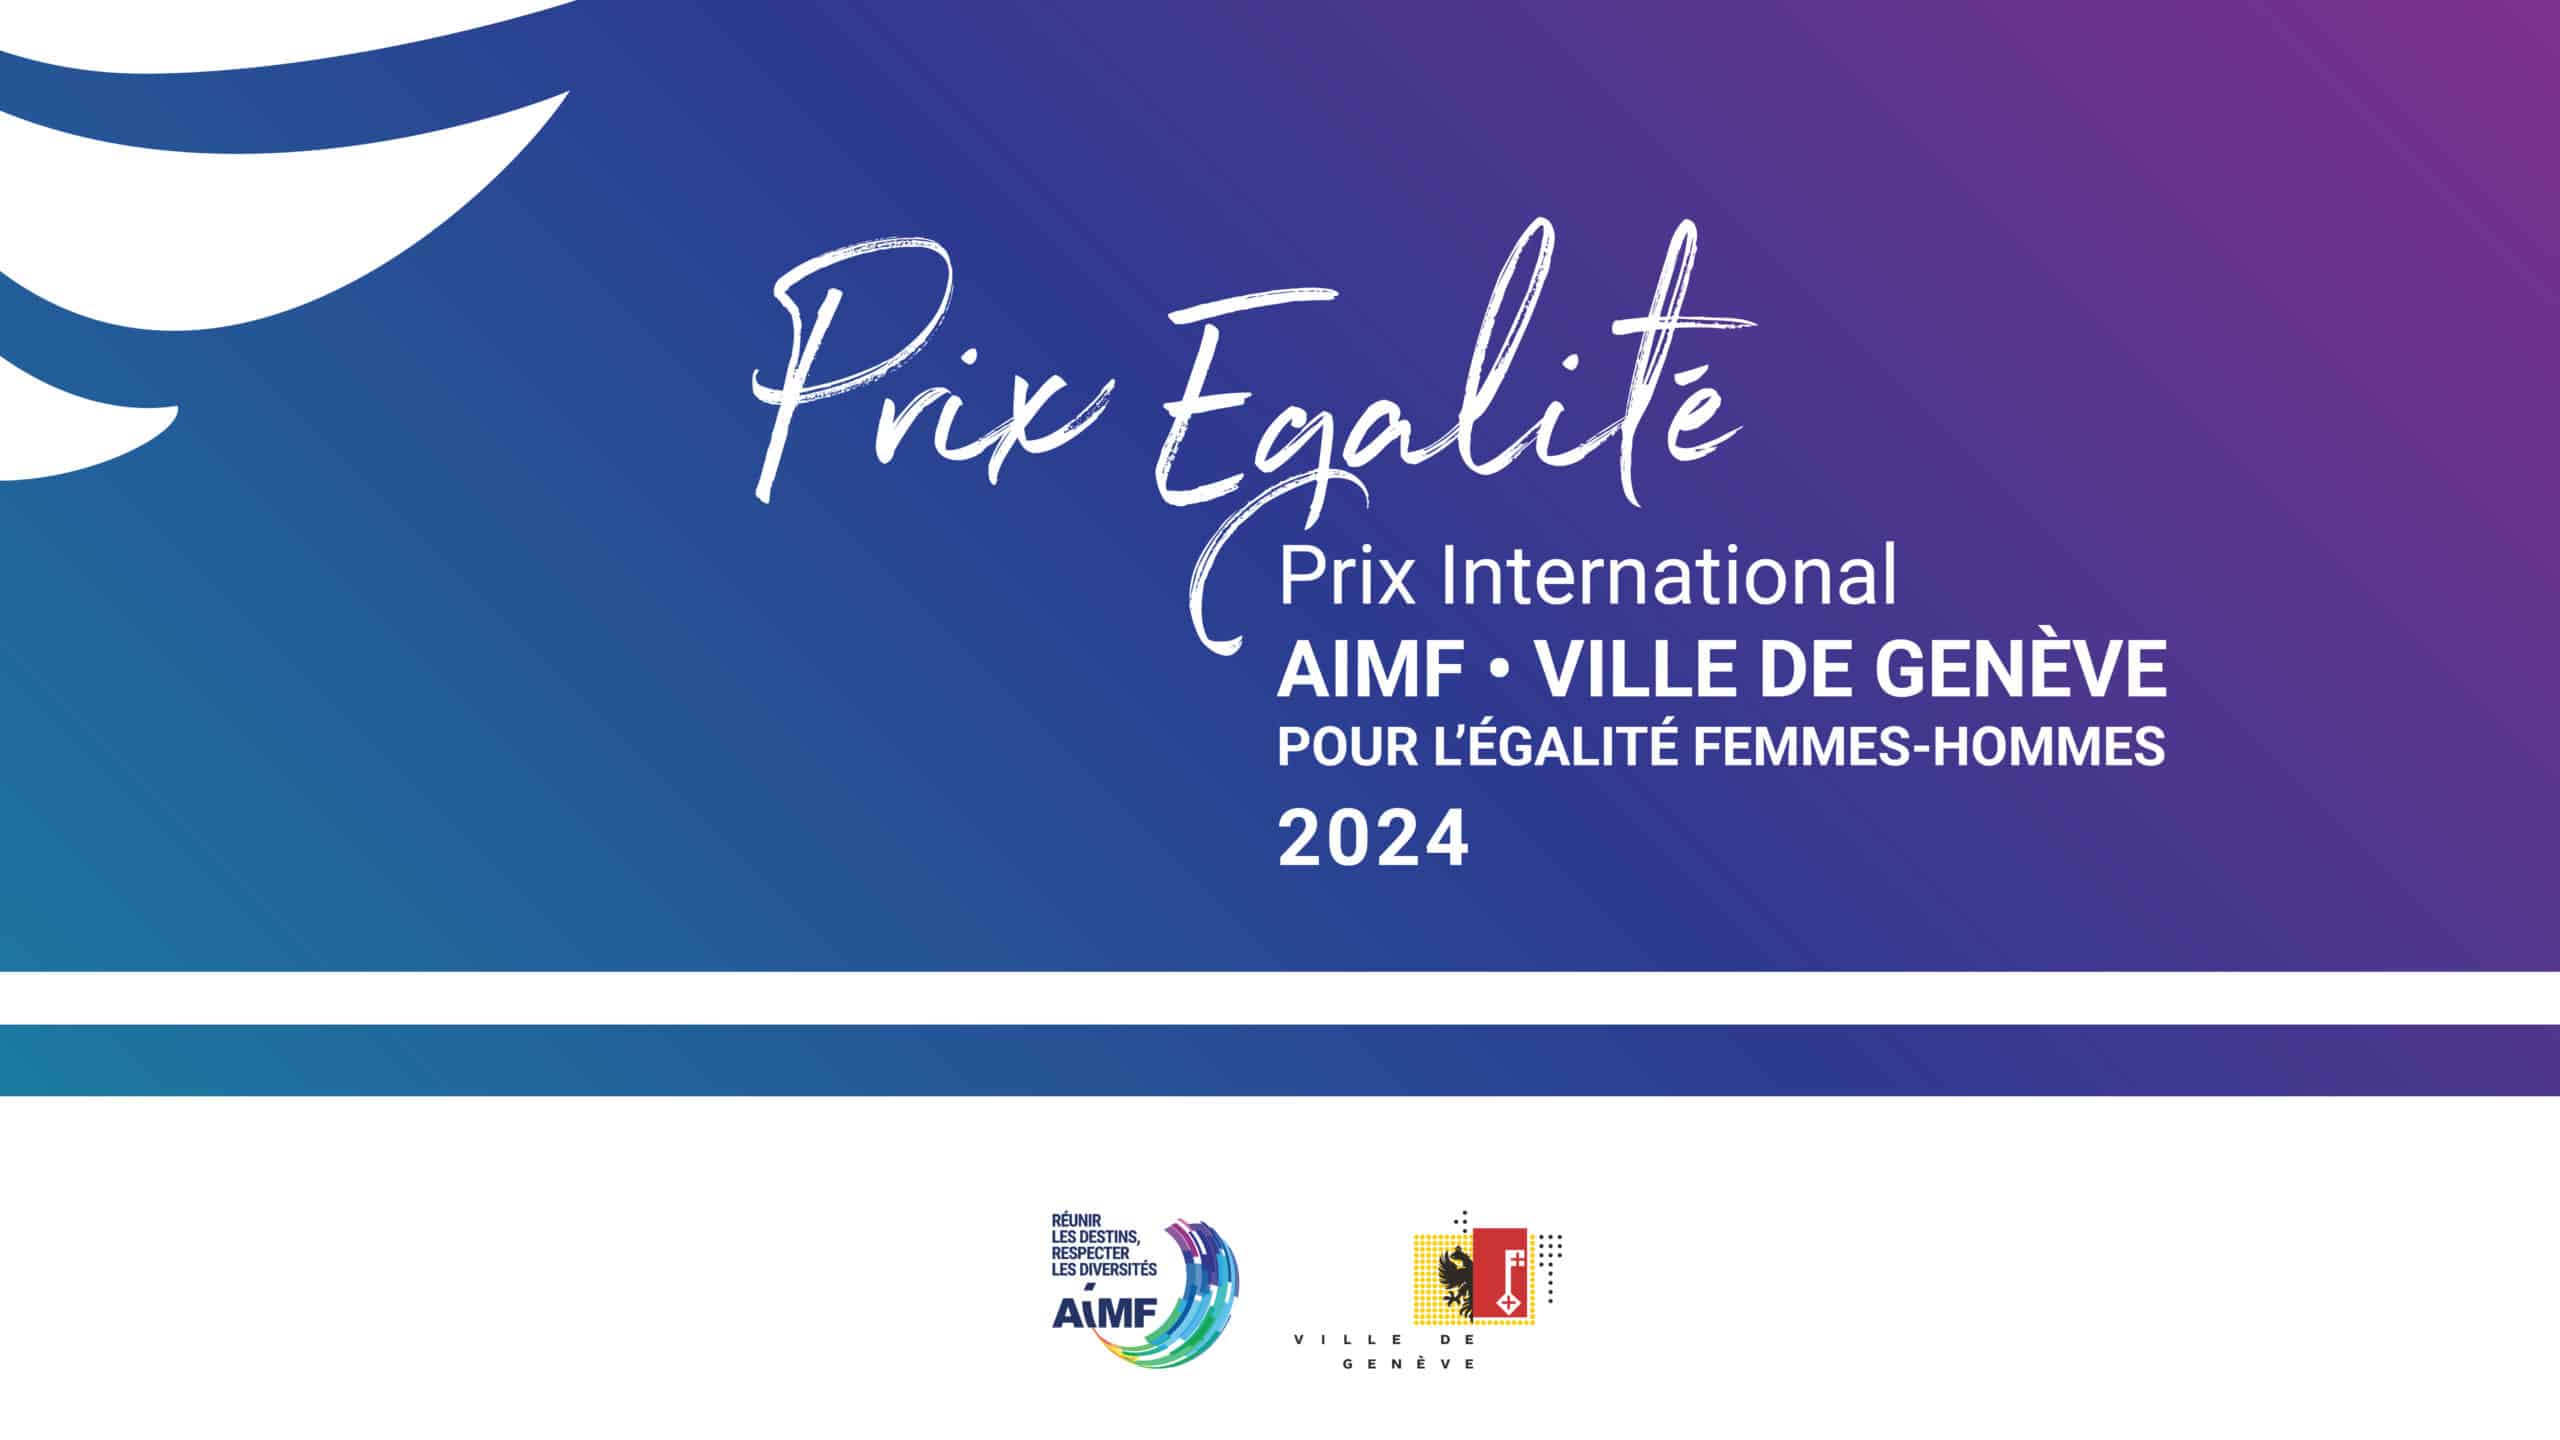 Prix Egalité
Prix International
AIMF • VILLE DE GENÈVE
POUR L'ÉGALITÉ FEMMES-HOMMES
2024
RÉUNIR
LES DESTINS,
RESPECTER
LES DIVERSITÉS
AiMF
VILLE DE
GENÈVE